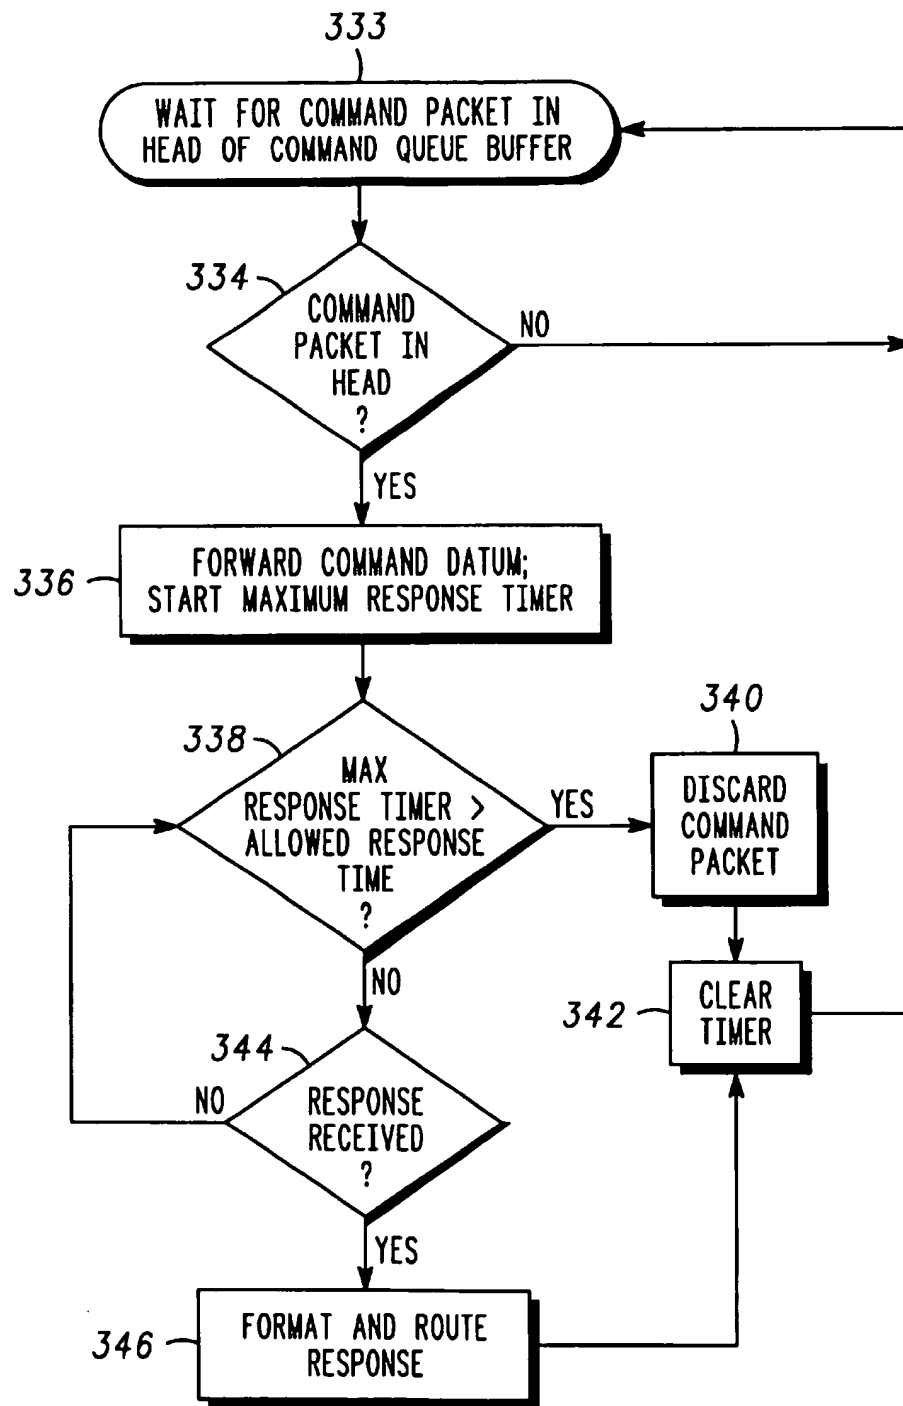 333
WAIT FOR COMMAND PACKET IN
HEAD OF COMMAND QUEUE BUFFER
334
COMMAND
PACKET IN
HEAD
?
NO
YES
336
FORWARD COMMAND DATUM;
START MAXIMUM RESPONSE TIMER
338
MAX
RESPONSE TIMER >
ALLOWED RESPONSE
TIME
?
YES
340
DISCARD
COMMAND
PACKET
NO
342
CLEAR
TIMER
344
RESPONSE
RECEIVED
?
NO
YES
346
FORMAT AND ROUTE
RESPONSE